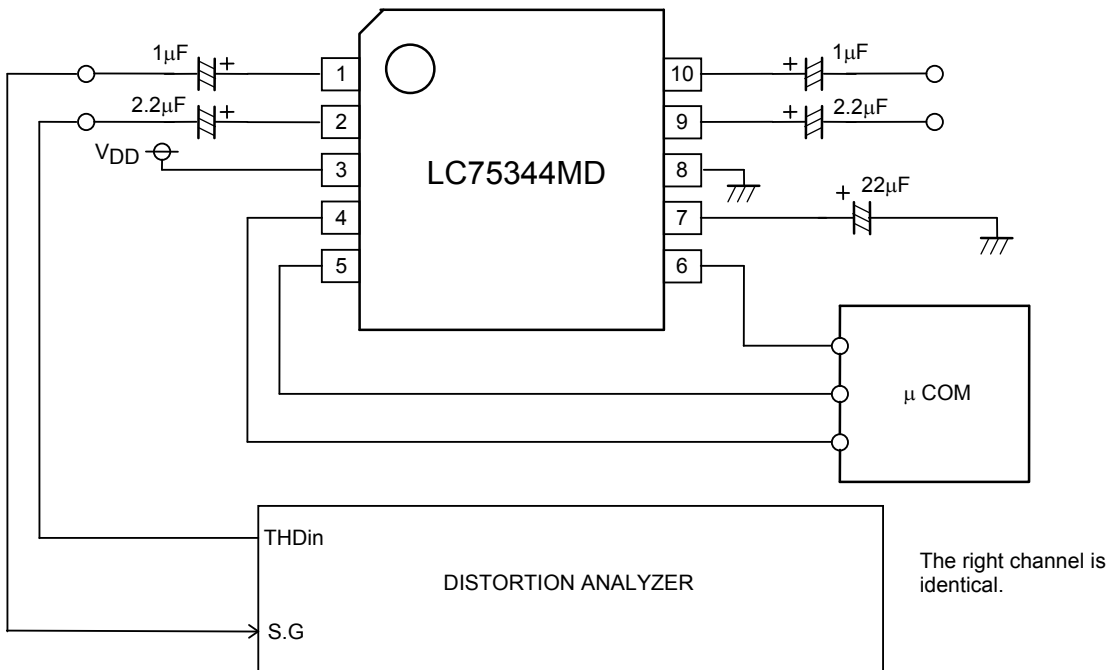 1μF
+
1
10
+
1μF
2.2μF
+
2
9
+
2.2μF
VDD
3
LC75344MD
8
4
7
+
22μF
5
6
μ COM
THDin
DISTORTION ANALYZER
The right channel is
identical.
S.G